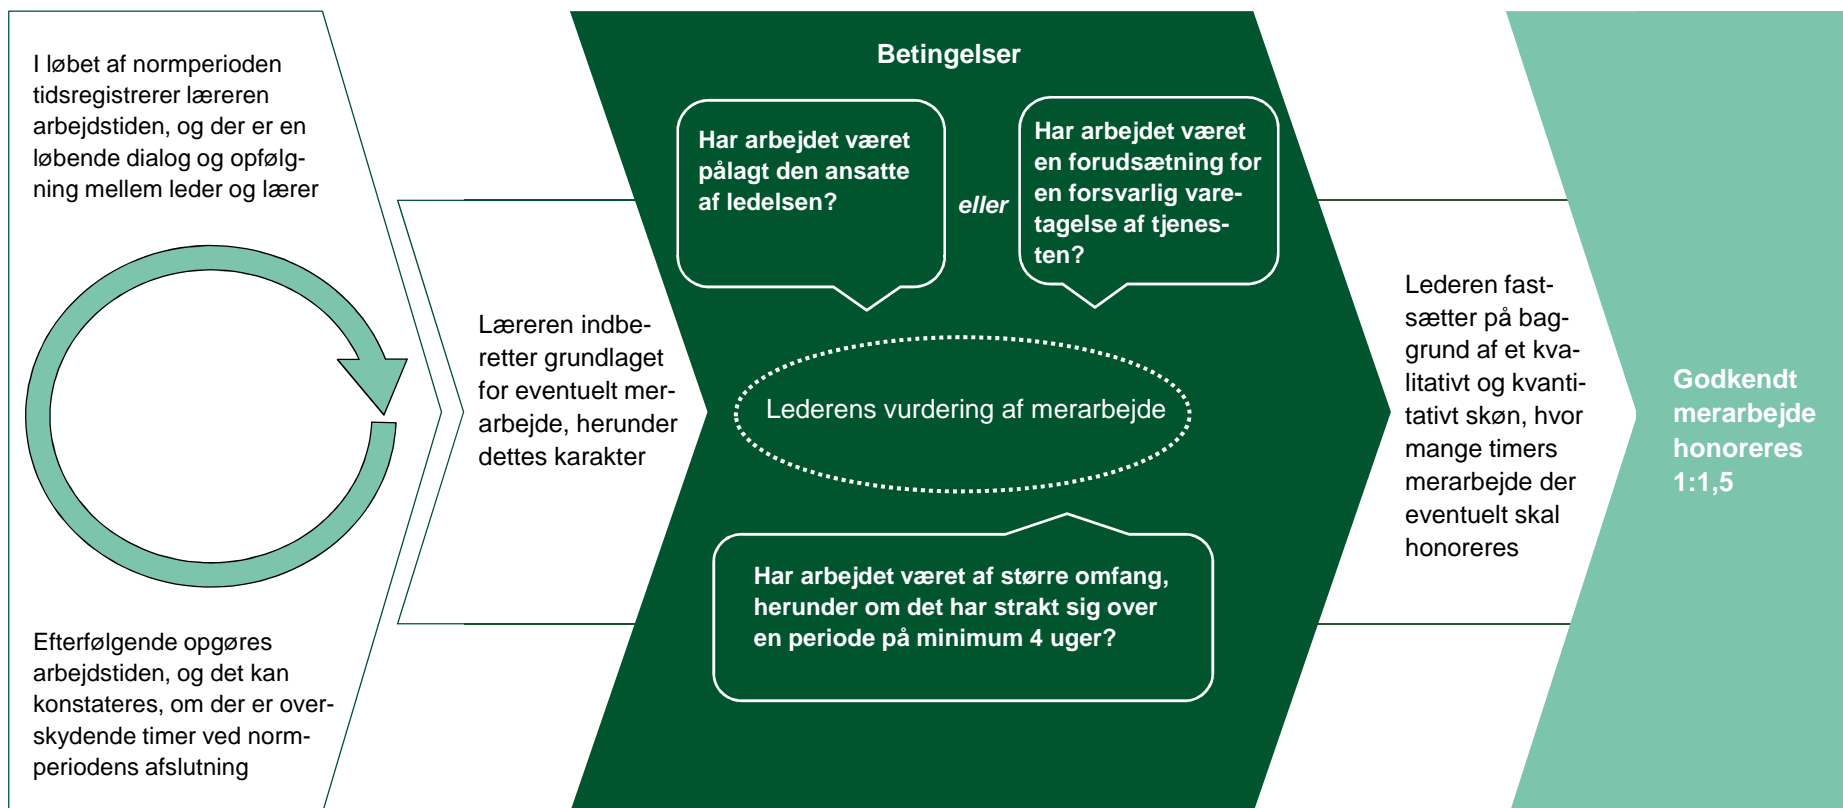 I løbet af normperioden
tidsregistrerer læreren
arbejdstiden, og der er en
løbende dialog og opfølg-
ning mellem leder og lærer
Efterfølgende opgøres
arbejdstiden, og det kan
konstateres, om der er over-
skydende timer ved norm-
periodens afslutning
Læreren indbe-
retter grundlaget
for eventuelt mer-
arbejde, herunder
dettes karakter
Betingelser
Har arbejdet været
pålagt den ansatte
af ledelsen?
eller
Har arbejdet været
en forudsætning for
en forsvarlig vare-
tagelse af tjenes-
ten?
Lederens vurdering af merarbejde
Har arbejdet været af større omfang,
herunder om det har strakt sig over
en periode på minimum 4 uger?
Lederen fast-
sætter på bag-
grund af et kva-
litativt og kvanti-
tativt skøn, hvor
mange timers
merarbejde der
eventuelt skal
honoreres
Godkendt
merarbejde
honoreres
1:1,5